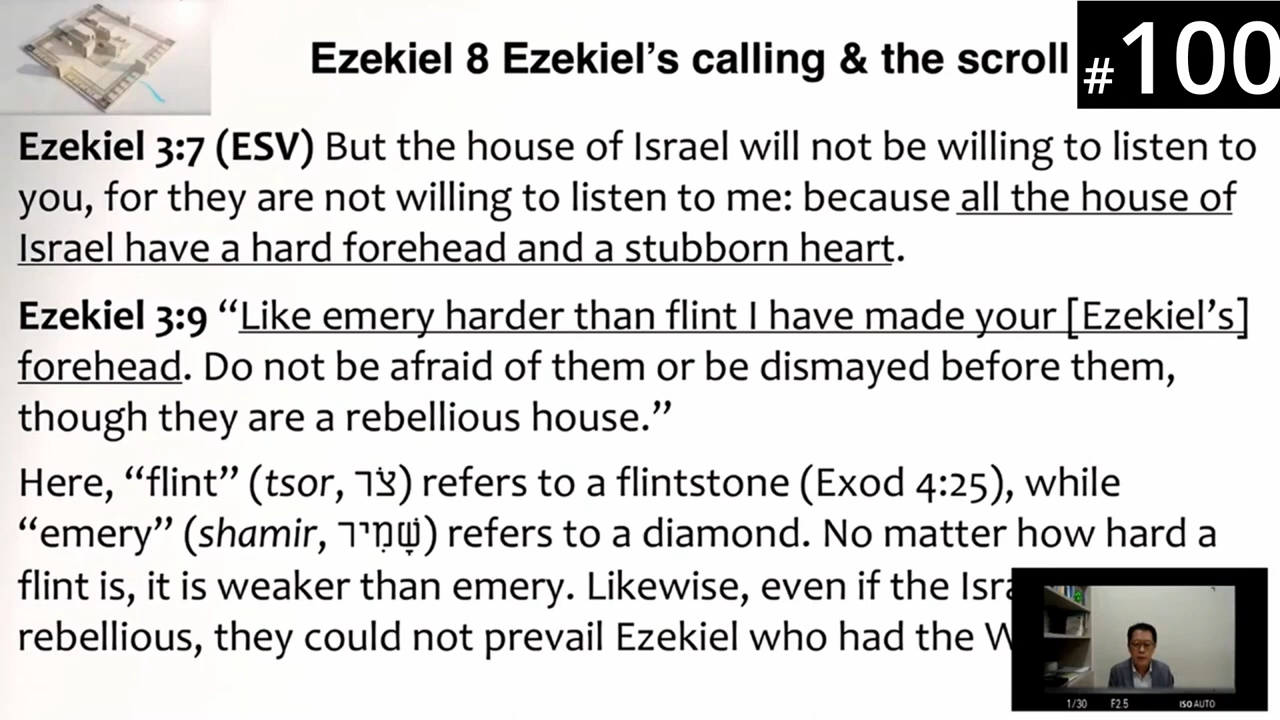 Ezekiel 8 Ezekiel’s calling & the scroll
#100
Ezekiel 3:7 (ESV) But the house of Israel will not be willing to listen to
you, for they are not willing to listen to me: because all the house of
Israel have a hard forehead and a stubborn heart.
Ezekiel 3:9 “Like emery harder than flint I have made your [Ezekiel’s]
forehead. Do not be afraid of them or be dismayed before them,
though they are a rebellious house.”
Here, “flint” (tsor, צֹר) refers to a flintstone (Exod 4:25), while
“emery” (shamir, שָׁמִיר) refers to a diamond. No matter how hard a
flint is, it is weaker than emery. Likewise, even if the Isra
rebellious, they could not prevail Ezekiel who had the W
1/30 F2.5 ISO AUTO